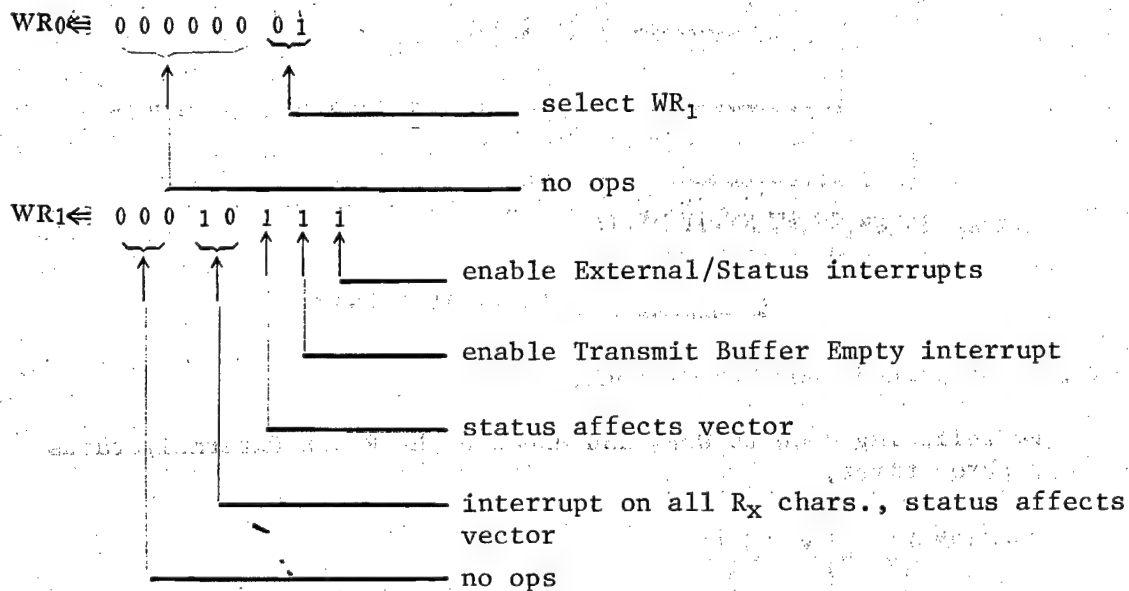 WR0⇚ 0 0 0 0 0 0 0 1
select WR₁
no ops
WR1⇚ 0 0 0 1 0 1 1 1
enable External/Status interrupts
enable Transmit Buffer Empty interrupt
status affects vector
interrupt on all Rₓ chars., status affects
vector
no ops